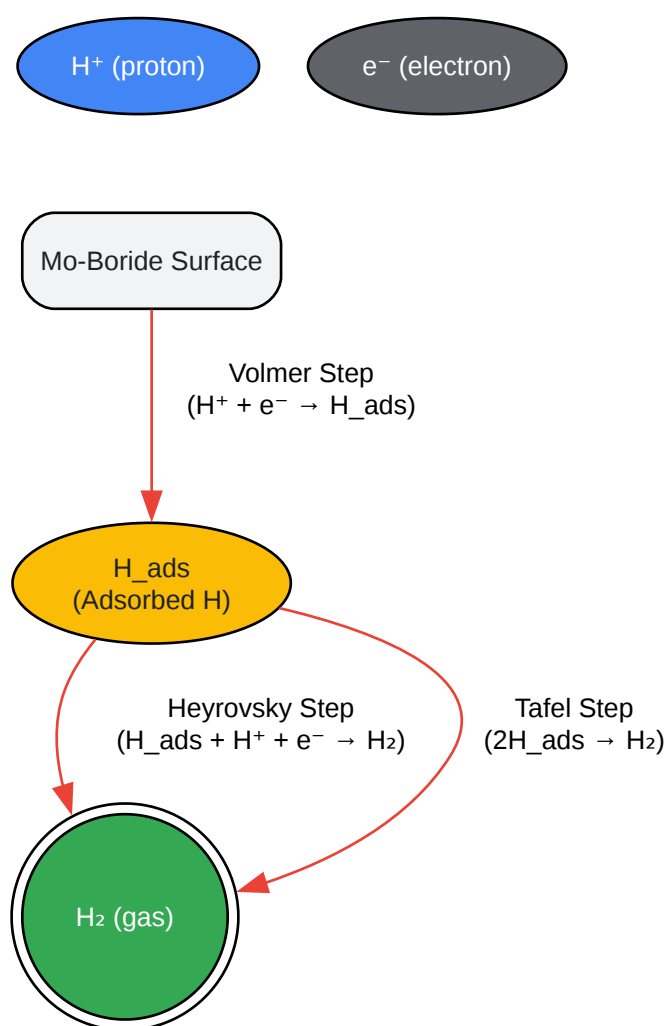 H⁺ (proton)
e⁻ (electron)
Mo-Boride Surface
Volmer Step
(H⁺ + e⁻ → H_ads)
H_ads
(Adsorbed H)
Heyrovsky Step
(H_ads + H⁺ + e⁻ → H₂)
Tafel Step
(2H_ads → H₂)
H₂ (gas)